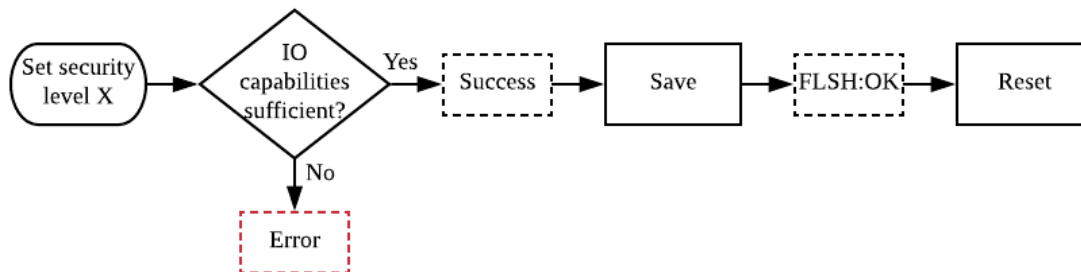 Set security
level X
IO
capabilities
sufficient?
Yes
Success
Save
FLSH:OK
Reset
No
Error